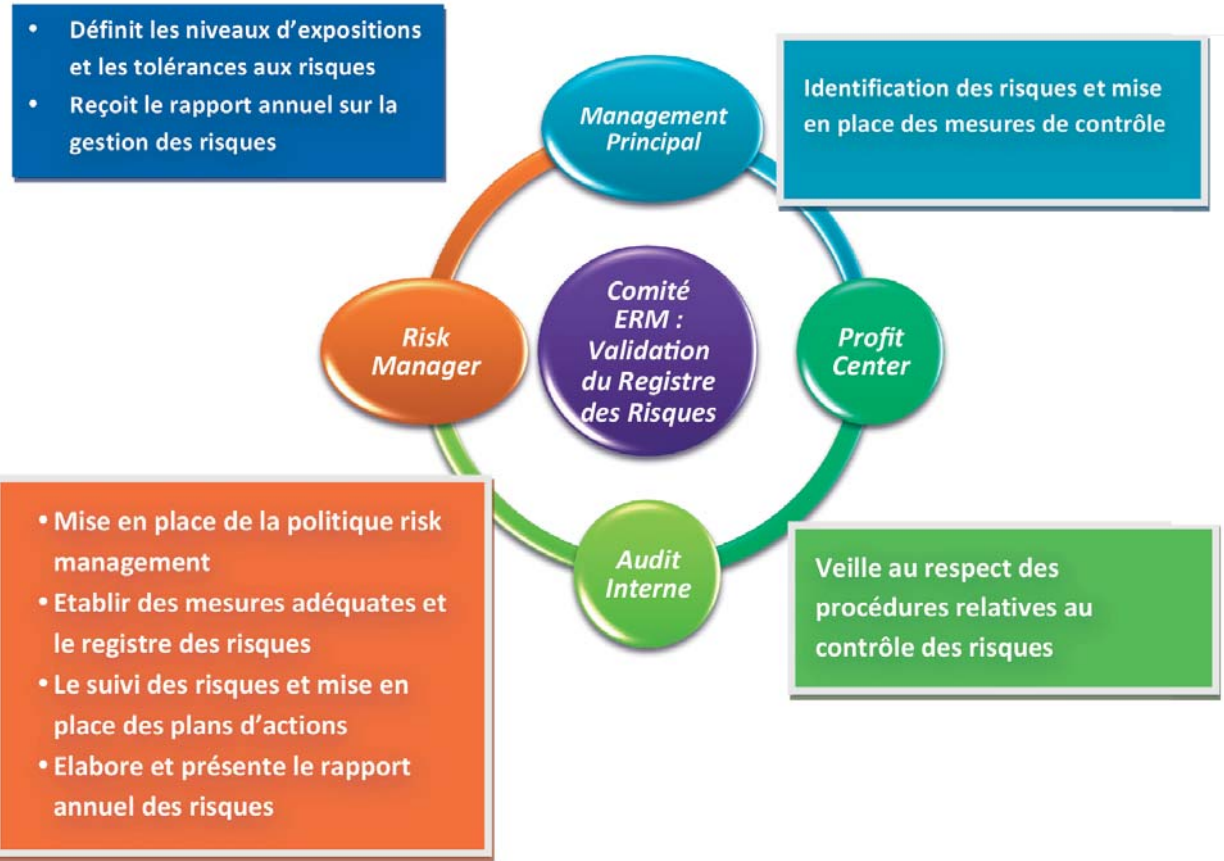 • Définit les niveaux d’expositions
et les tolérances aux risques
• Reçoit le rapport annuel sur la
gestion des risques
Management
Principal
Identification des risques et mise
en place des mesures de contrôle
Risk
Manager
Comité
ERM :
Validation
du Registre
des Risques
Profit
Center
Audit
Interne
• Mise en place de la politique risk
management
• Etablir des mesures adéquates et
le registre des risques
• Le suivi des risques et mise en
place des plans d’actions
• Elabore et présente le rapport
annuel des risques
Veille au respect des
procédures relatives au
contrôle des risques